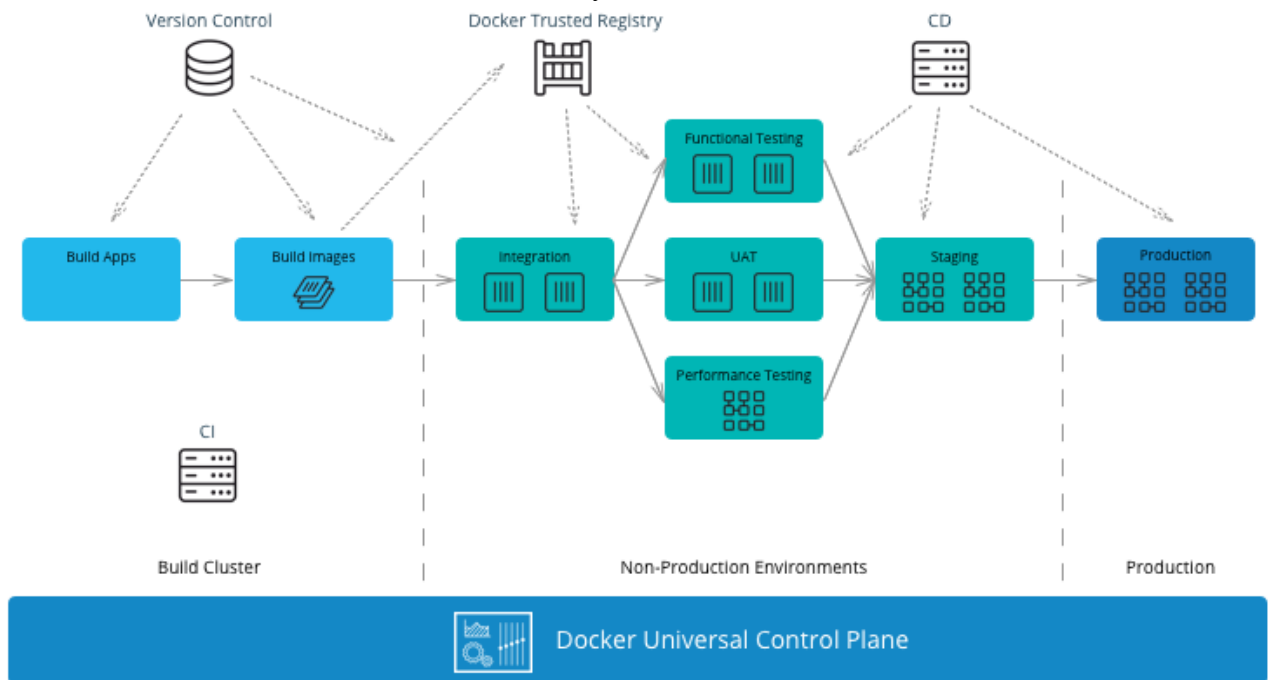 Version Control
Docker Trusted Registry
CD
Functional Testing
Build Apps
Build Images
Integration
UAT
Staging
Production
Performance Testing
CI
Build Cluster
Non-Production Environments
Production
Docker Universal Control Plane